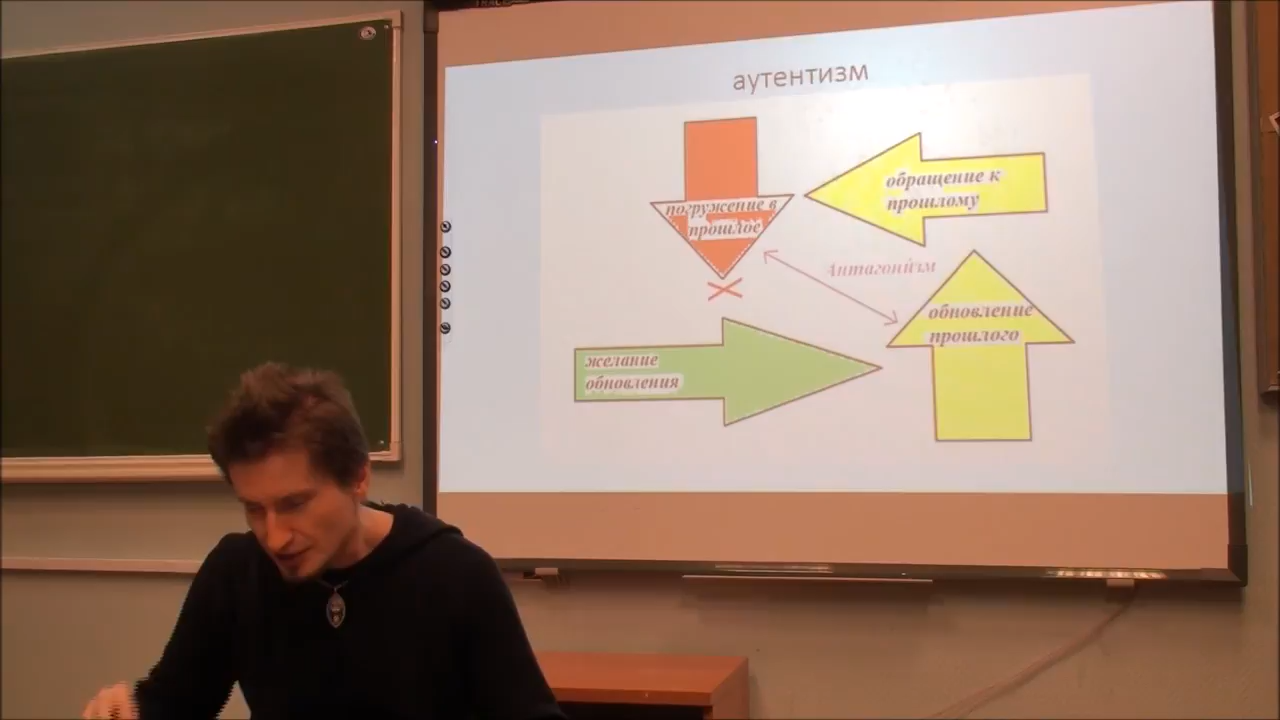 аутентизм
погружение в
прошлое
обращение к
прошлому
Антагонизм
обновление
прошлого
желание
обновления